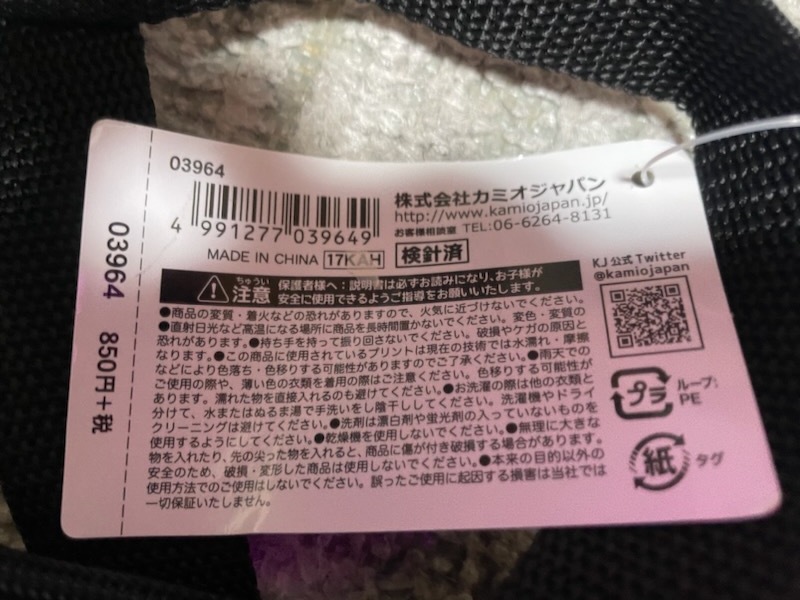 03964
850円+税
03964
4 991277 039649
MADE IN CHINA 17KAH 検針済
株式会社カミオジャパン
http://www.kamiojapan.jp/
お客様相談室 TEL:06-6264-8131
KJ 公式 Twitter
@kamiojapan
ちゅうい
注意
保護者様へ:説明書は必ずお読みになり、お子様が
安全に使用できるようご指導をお願いいたします。
●商品の変質・着火などの恐れがありますので、火気に近づけないでください。
●直射日光など高温になる場所に商品を長時間置かないでください。変色・変質の
恐れがあります。●持ち手を持って振り回さないでください。破損やケガの原因と
なります。●この商品に使用されているプリントは現在の技術では水濡れ・摩擦
などにより色落ち・色移りする可能性がありますのでご了承ください。●雨天での
ご使用の際や、薄い色の衣類を着用の際はご注意ください。色移りする可能性が
あります。濡れた物を直接入れるのも避けてください。●お洗濯の際は他の衣類と
分けて、水またはぬるま湯で手洗いをし陰干ししてください。洗濯機やドライ
クリーニングは避けてください。●洗剤は漂白剤や蛍光剤の入っていないものを
使用するようにしてください。●乾燥機を使用しないでください。●無理に大きな
物を入れたり、先の尖った物を入れると、商品に傷が付き破損する場合があります。
安全のため、破損・変形した商品は使用しないでください。●本来の目的以外の
使用方法でのご使用はしないでください。誤ったご使用に起因する損害は当社では
一切保証いたしません。
プラ
ループ:
PE
紙
タグ